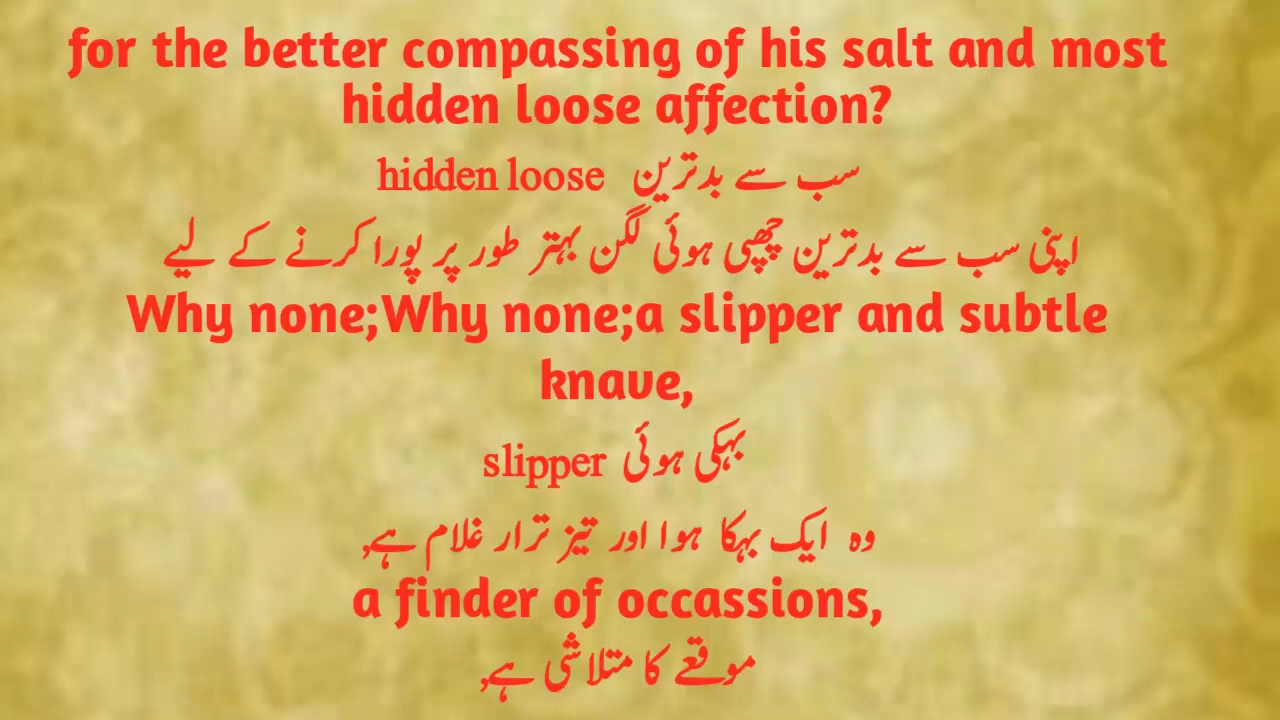 for the better compassing of his salt and most
hidden loose affection?
hidden loose سب سے بدترین
اپنی سب سے بدترین چھپی ہوئی لگن بہتر طور پر پورا کرنے کے لیے
Why none;Why none;a slipper and subtle
knave,
slipper بہکی ہوئی
وہ ایک بہکا ہوا اور تیز ترار غلام ہے,
a finder of occassions,
موقعے کا متلاشی ہے,